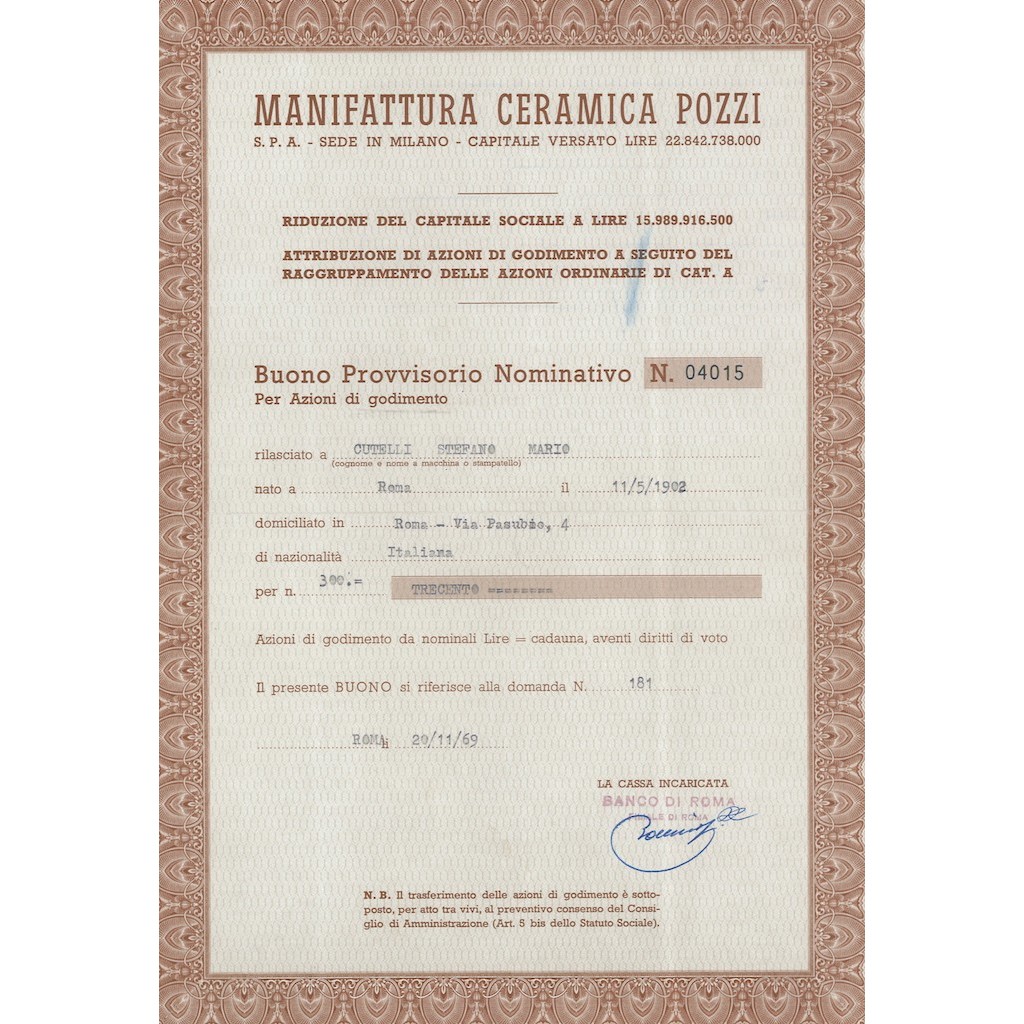 MANIFATTURA CERAMICA POZZI
S. P. A. - SEDE IN MILANO - CAPITALE VERSATO LIRE 22.842.738.000
RIDUZIONE DEL CAPITALE SOCIALE A LIRE 15.989.916.500
ATTRIBUZIONE DI AZIONI DI GODIMENTO A SEGUITO DEL
RAGGRUPPAMENTO DELLE AZIONI ORDINARIE DI CAT. A
Buono Provvisorio Nominativo N. 04015
Per Azioni di godimento
rilasciato a CUTELLI STEFANO MARIO
(cognome e nome a macchina o stampatello)
nato a Roma il 11/5/1902
domiciliato in Roma - Via Pasubio, 4
di nazionalità Italiana
per n. 300.= TRECENTO ========
Azioni di godimento da nominali Lire = cadauna, aventi diritti di voto
Il presente BUONO si riferisce alla domanda N. 181
ROMA li 20/11/69
LA CASSA INCARICATA
BANCO DI ROMA
FILIALE DI ROMA
N. B. Il trasferimento delle azioni di godimento è sotto-
posto, per atto tra vivi, al preventivo consenso del Consi-
glio di Amministrazione (Art. 5 bis dello Statuto Sociale).